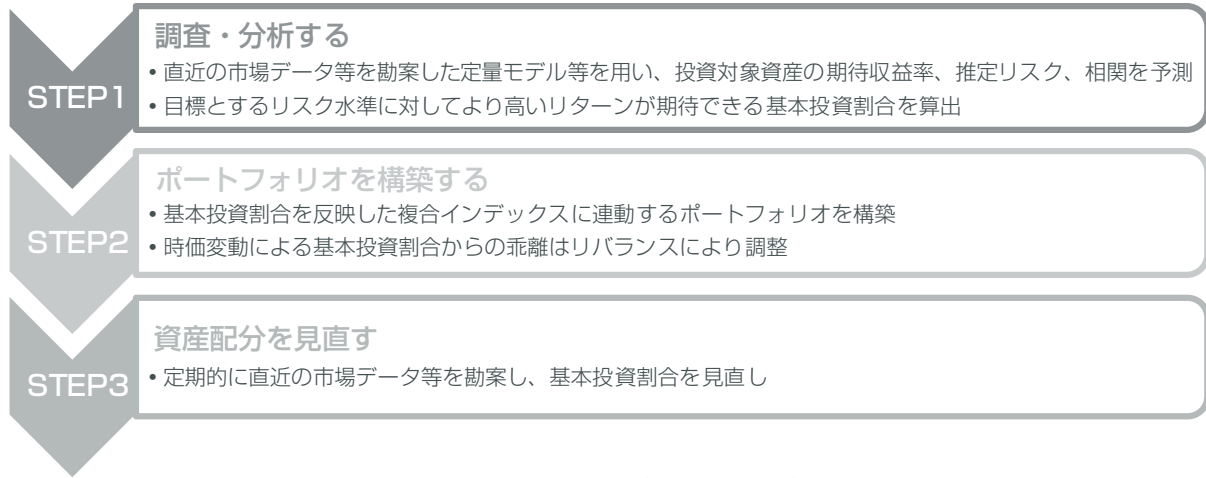 STEP1
調査・分析する
•直近の市場データ等を勘案した定量モデル等を用い、投資対象資産の期待収益率、推定リスク、相関を予測
•目標とするリスク水準に対してより高いリターンが期待できる基本投資割合を算出
STEP2
ポートフォリオを構築する
•基本投資割合を反映した複合インデックスに連動するポートフォリオを構築
•時価変動による基本投資割合からの乖離はリバランスにより調整
STEP3
資産配分を見直す
•定期的に直近の市場データ等を勘案し、基本投資割合を見直し